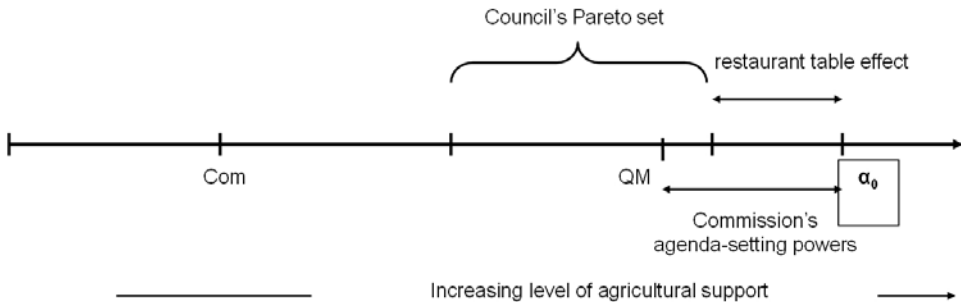 Council's Pareto set
restaurant table effect
Com
QM
α₀
Commission's
agenda-setting powers
Increasing level of agricultural support